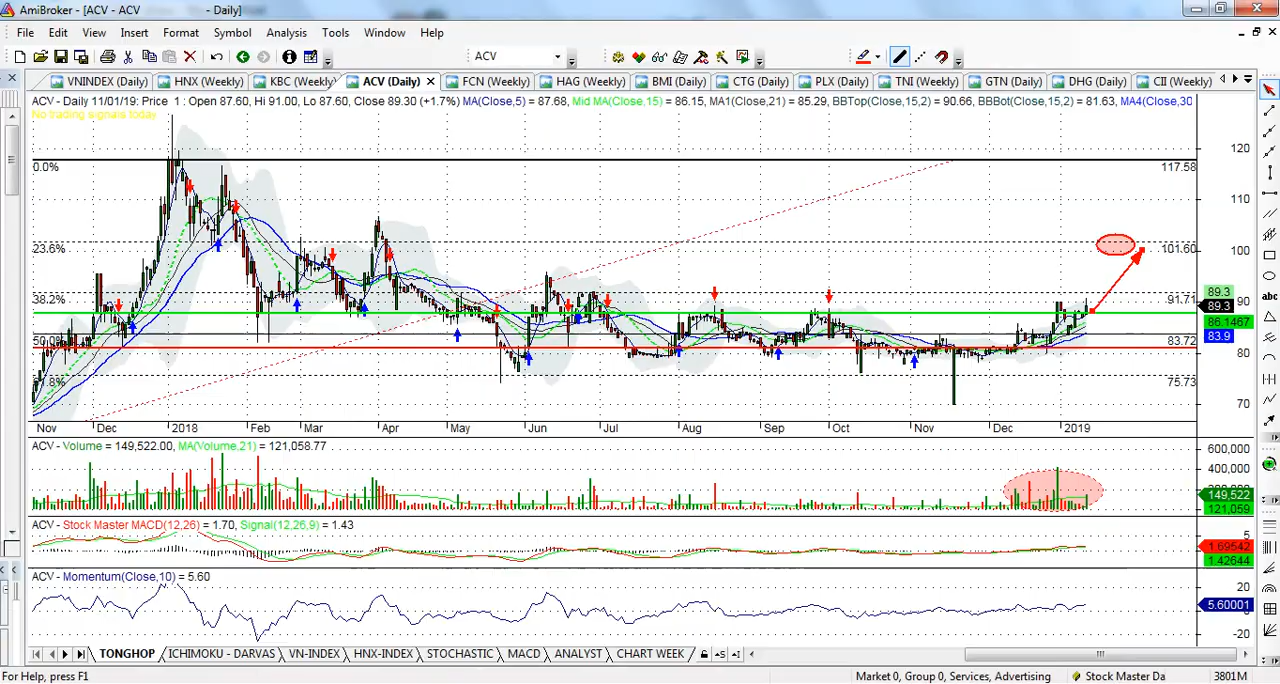 AmiBroker - [ACV - ACV - Daily]
File Edit View Insert Format Symbol Analysis Tools Window Help
ACV
VNINDEX (Daily) HNX (Weekly) KBC (Weekly) ACV (Daily) FCN (Weekly) HAG (Weekly) BMI (Daily) CTG (Daily) PLX (Daily) TNI (Weekly) GTN (Daily) DHG (Daily) CII (Weekly)
ACV - Daily 11/01/19: Price 1 : Open 87.60, Hi 91.00, Lo 87.60, Close 89.30 (+1.7%) MA(Close,5) = 87.68, Mid MA(Close,15) = 86.15, MA1(Close,21) = 85.29, BBTop(Close,15,2) = 90.66, BBBot(Close,15,2) = 81.63, MA4(Close,30
No trading signals today
120
0.0% 117.58
110
23.6% 101.60 100
abc
38.2% 91.71 89.3
90
89.3
86.1467
50.0% 83.72 83.9
80
61.8% 75.73
70
Nov Dec 2018 Feb Mar Apr May Jun Jul Aug Sep Oct Nov Dec 2019
ACV - Volume = 149,522.00, MA(Volume,21) = 121,058.77
600,000
400,000
149,522
121,059
ACV - Stock Master MACD(12,26) = 1.70, Signal(12,26,9) = 1.43
5
1.69542
1.42644
ACV - Momentum(Close,10) = 5.60
20
5.60001
-20
TONGHOP ICHIMOKU - DARVAS VN-INDEX HNX-INDEX STOCHASTIC MACD ANALYST CHART WEEK
For Help, press F1 Market 0, Group 0, Services, Advertising Stock Master Da 3801M